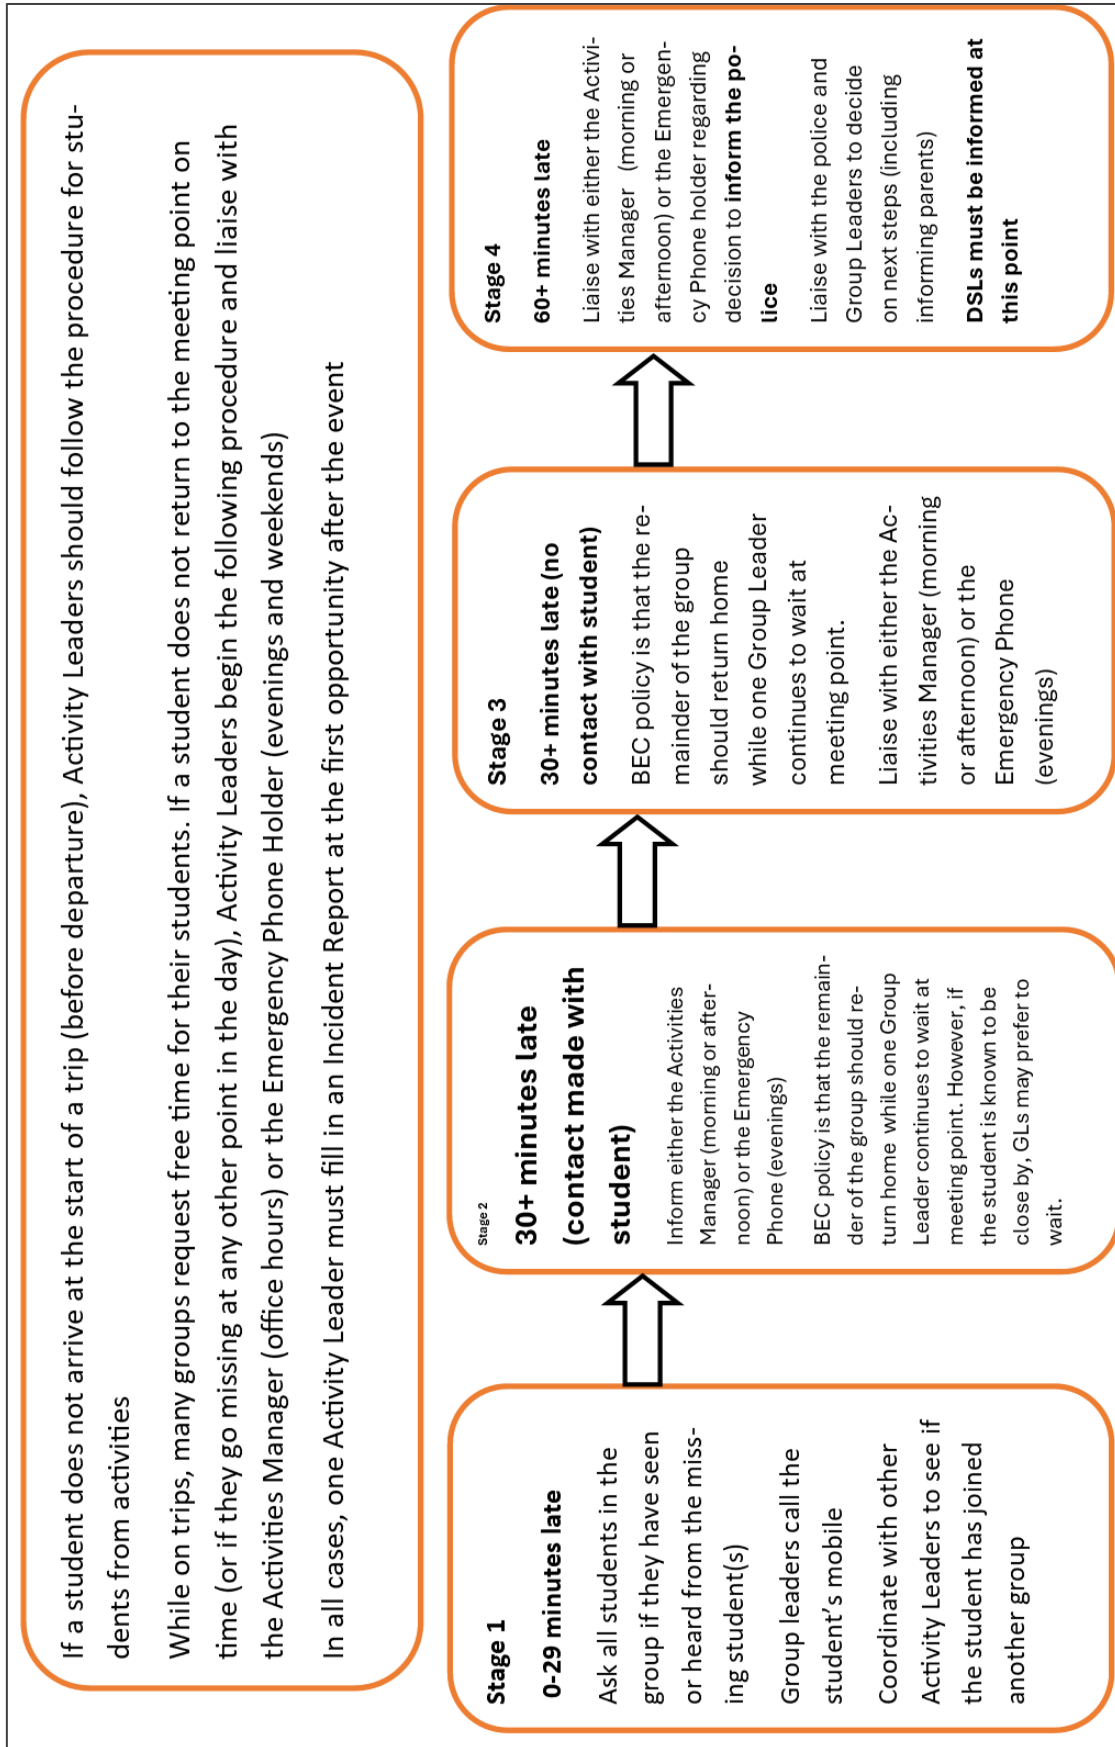 If a student does not arrive at the start of a trip (before departure), Activity Leaders should follow the procedure for stu-
dents from activities
While on trips, many groups request free time for their students. If a student does not return to the meeting point on
time (or if they go missing at any other point in the day), Activity Leaders begin the following procedure and liaise with
the Activities Manager (office hours) or the Emergency Phone Holder (evenings and weekends)
In all cases, one Activity Leader must fill in an Incident Report at the first opportunity after the event
Stage 1
0-29 minutes late
Ask all students in the
group if they have seen
or heard from the miss-
ing student(s)
Group leaders call the
student’s mobile
Coordinate with other
Activity Leaders to see if
the student has joined
another group
Stage 2
30+ minutes late
(contact made with
student)
Inform either the Activities
Manager (morning or after-
noon) or the Emergency
Phone (evenings)
BEC policy is that the remain-
der of the group should re-
turn home while one Group
Leader continues to wait at
meeting point. However, if
the student is known to be
close by, GLs may prefer to
wait.
Stage 3
30+ minutes late (no
contact with student)
BEC policy is that the re-
mainder of the group
should return home
while one Group Leader
continues to wait at
meeting point.
Liaise with either the Ac-
tivities Manager (morning
or afternoon) or the
Emergency Phone
(evenings)
Stage 4
60+ minutes late
Liaise with either the Activi-
ties Manager (morning or
afternoon) or the Emergen-
cy Phone holder regarding
decision to inform the po-
lice
Liaise with the police and
Group Leaders to decide
on next steps (including
informing parents)
DSLs must be informed at
this point